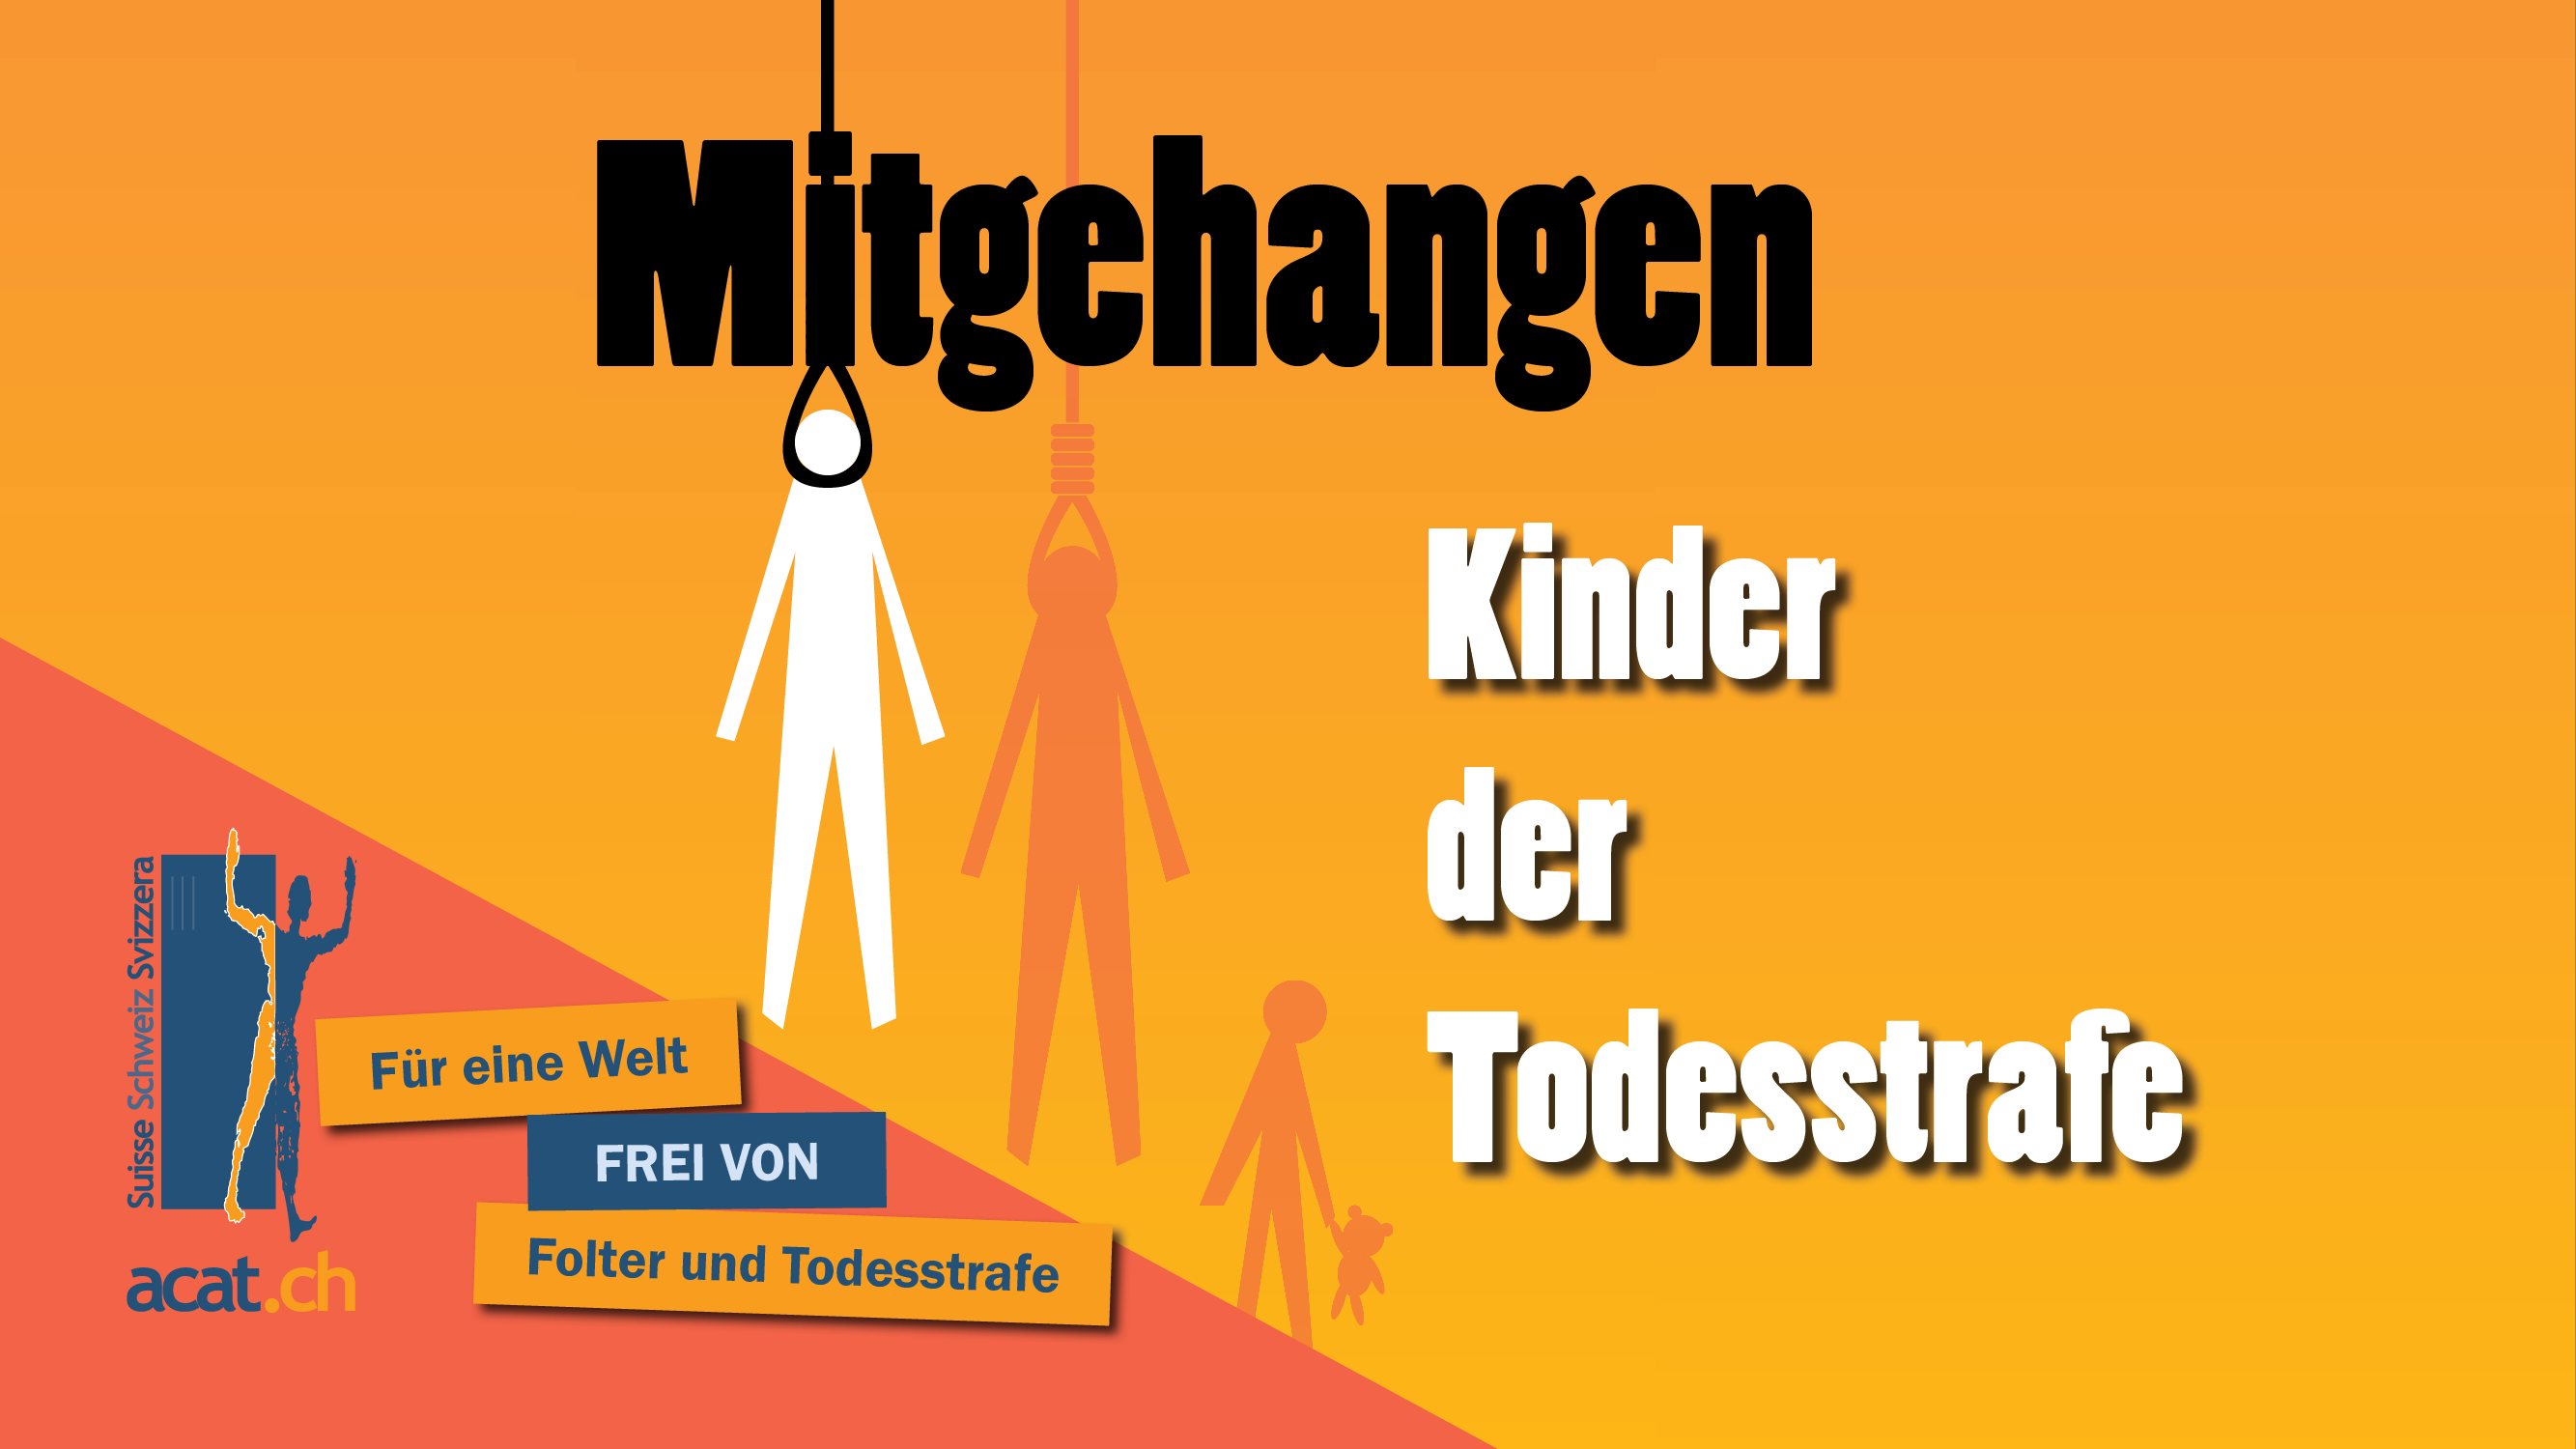 Mitgehangen
Kinder
der
Todesstrafe
Suisse Schweiz Svizzera
acat.ch
Für eine Welt
FREI VON
Folter und Todesstrafe